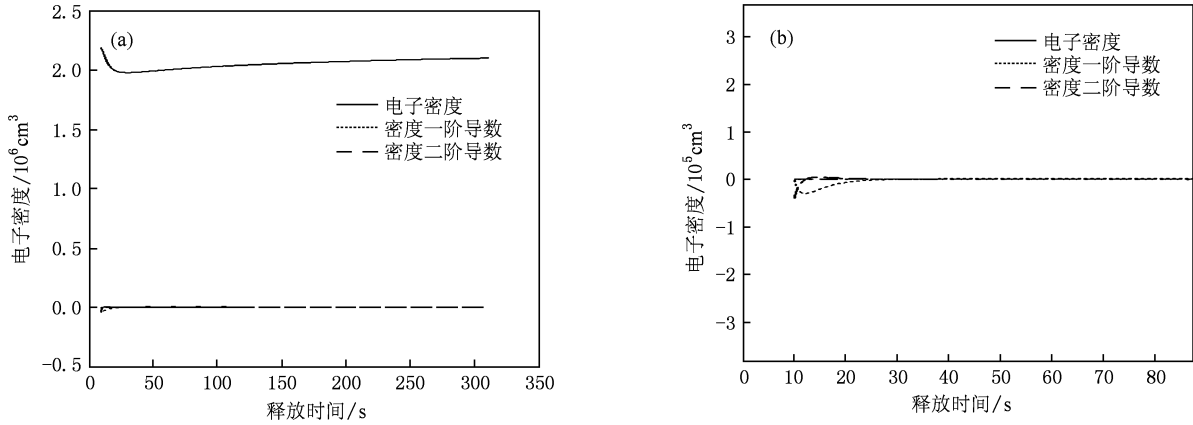 (a)
2.5
2.0
1.5
1.0
0.5
0.0
−0.5
电子密度/10⁶cm³
电子密度
密度一阶导数
密度二阶导数
0 50 100 150 200 250 300 350
释放时间/s
(b)
3
2
1
0
−1
−2
−3
电子密度/10⁵cm³
电子密度
密度一阶导数
密度二阶导数
0 10 20 30 40 50 60 70 80
释放时间/s